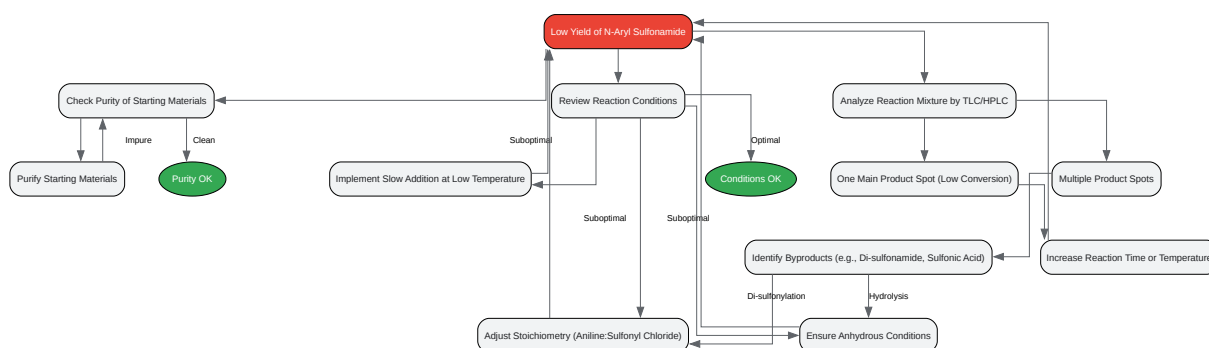 Low Yield of N-Aryl Sulfonamide
Check Purity of Starting Materials
Review Reaction Conditions
Analyze Reaction Mixture by TLC/HPLC
Impure
Clean
Suboptimal
Optimal
Purify Starting Materials
Purity OK
Implement Slow Addition at Low Temperature
Conditions OK
One Main Product Spot (Low Conversion)
Multiple Product Spots
Suboptimal
Suboptimal
Identify Byproducts (e.g., Di-sulfonamide, Sulfonic Acid)
Increase Reaction Time or Temperature
Di-sulfonylation
Hydrolysis
Adjust Stoichiometry (Aniline:Sulfonyl Chloride)
Ensure Anhydrous Conditions